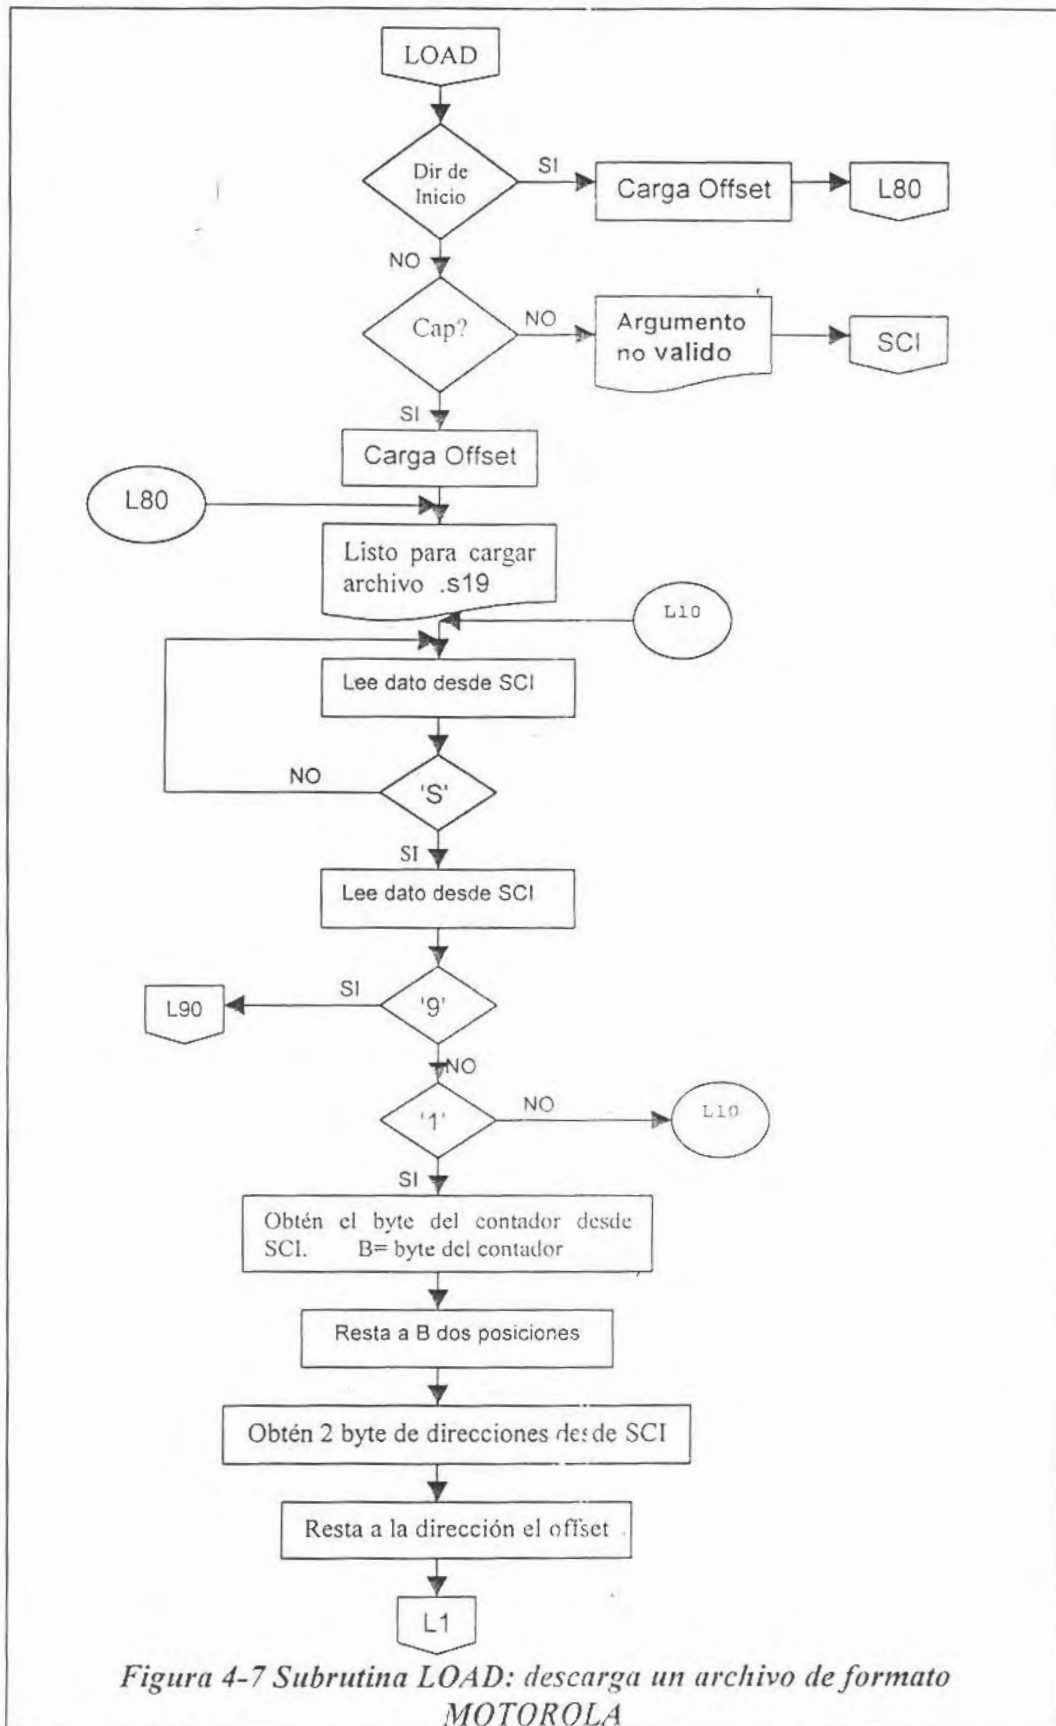 LOAD
Dir de
Inicio
SI
Carga Offset
L80
NO
Cap?
NO
Argumento
no valido
SCI
SI
Carga Offset
L80
Listo para cargar
archivo .s19
L10
Lee dato desde SCI
NO
'S'
SI
Lee dato desde SCI
L90
SI
'9'
NO
'1'
NO
L10
SI
Obtén el byte del contador desde
SCI. B= byte del contador
Resta a B dos posiciones
Obtén 2 byte de direcciones desde SCI
Resta a la dirección el offset
L1
Figura 4-7 Subrutina LOAD: descarga un archivo de formato
MOTOROLA